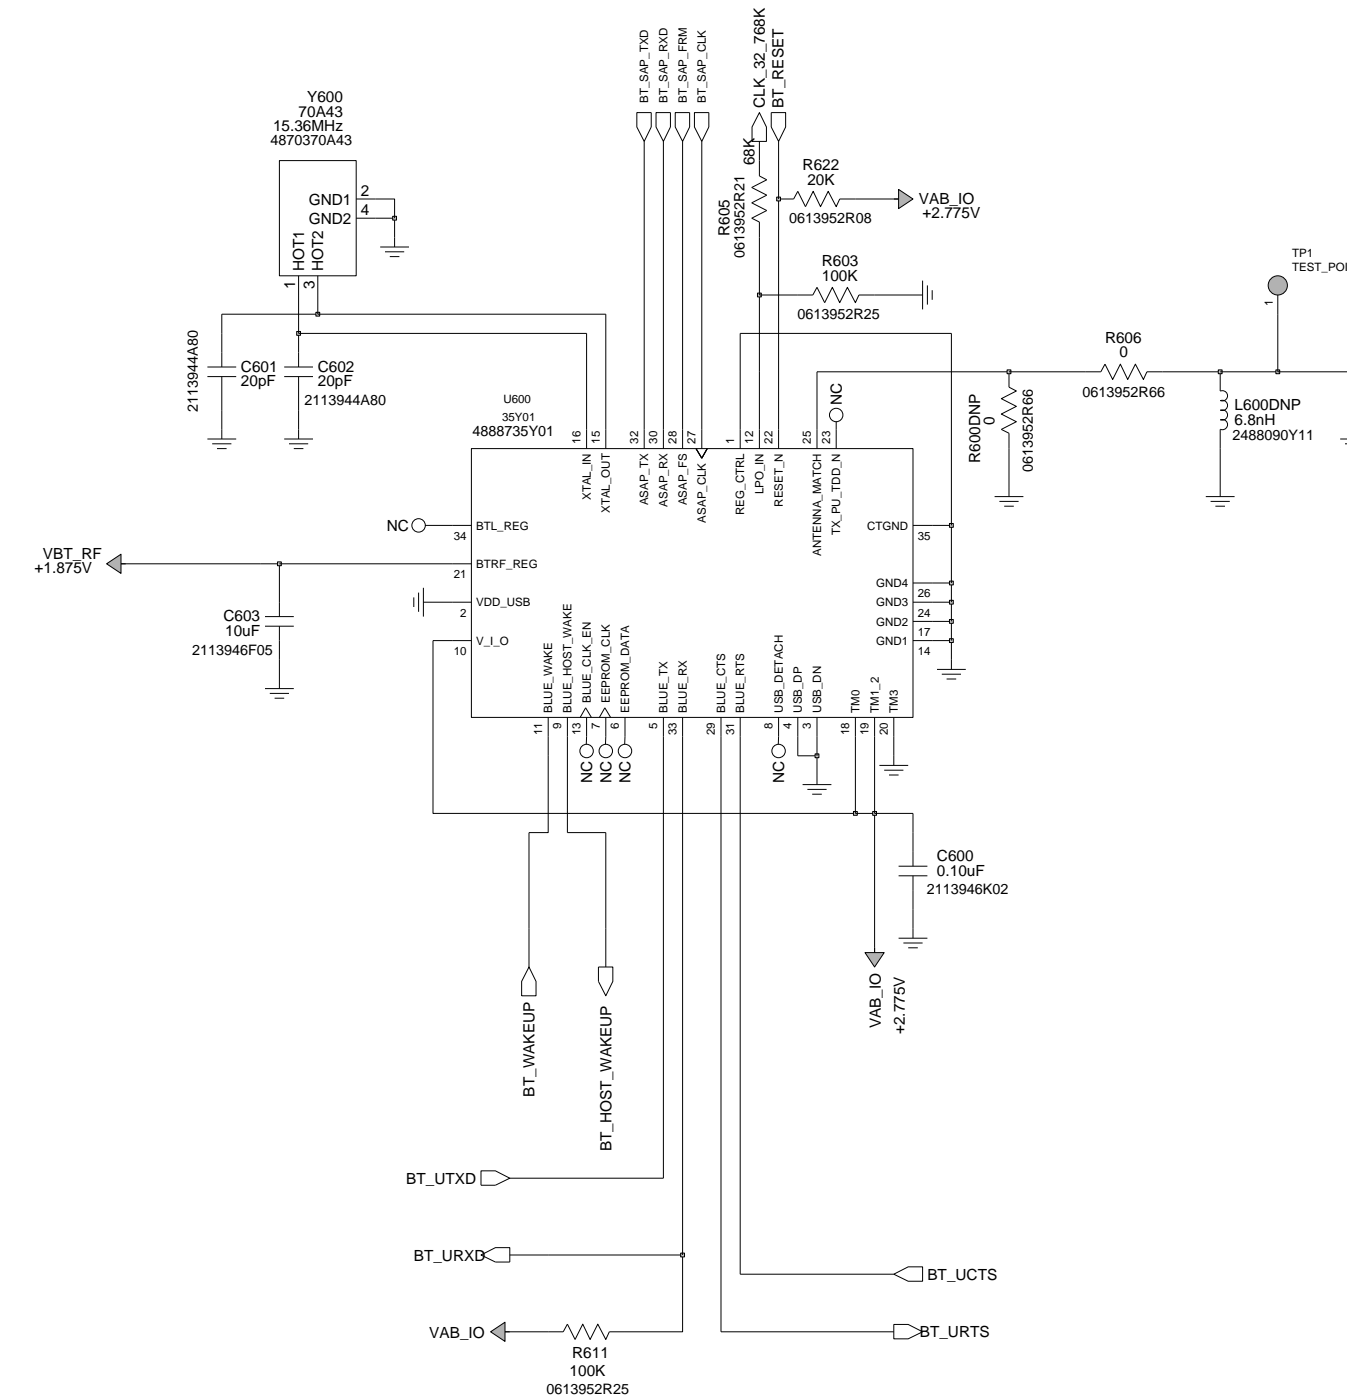 BT_SAP_TXD
BT_SAP_RXD
BT_SAP_FRM
BT_SAP_CLK
CLK_32_768K
BT_RESET
Y600
70A43
15.36MHz
4870370A43
GND1
2
GND2
4
HOT1
HOT2
1
3
68K
R605
0613952R21
R622
20K
0613952R08
VAB_IO
+2.775V
R603
100K
0613952R25
TP1
TEST_POI
1
2113944A80
C601
20pF
C602
20pF
2113944A80
R606
0
0613952R66
R600DNP
0
0613952R66
L600DNP
6.8nH
2488090Y11
NC
U600
35Y01
4888735Y01
16
15
32
30
28
27
1
12
22
25
23
XTAL_IN
XTAL_OUT
ASAP_TX
ASAP_RX
ASAP_FS
ASAP_CLK
REG_CTRL
LPO_IN
RESET_N
ANTENNA_MATCH
TX_PU_TDD_N
NC
BTL_REG
34
VBT_RF
+1.875V
BTRF_REG
21
VDD_USB
2
V_I_O
10
CTGND
35
GND4
26
GND3
24
GND2
17
GND1
14
C603
10uF
2113946F05
BLUE_WAKE
BLUE_HOST_WAKE
BLUE_CLK_EN
EEPROM_CLK
EEPROM_DATA
BLUE_TX
BLUE_RX
BLUE_CTS
BLUE_RTS
USB_DETACH
USB_DP
USB_DN
TM0
TM1_2
TM3
11
9
13
7
6
5
33
29
31
8
4
3
18
19
20
NC
NC
NC
NC
C600
0.10uF
2113946K02
VAB_IO
+2.775V
BT_WAKEUP
BT_HOST_WAKEUP
BT_UTXD
BT_URXD
BT_UCTS
VAB_IO
BT_URTS
R611
100K
0613952R25